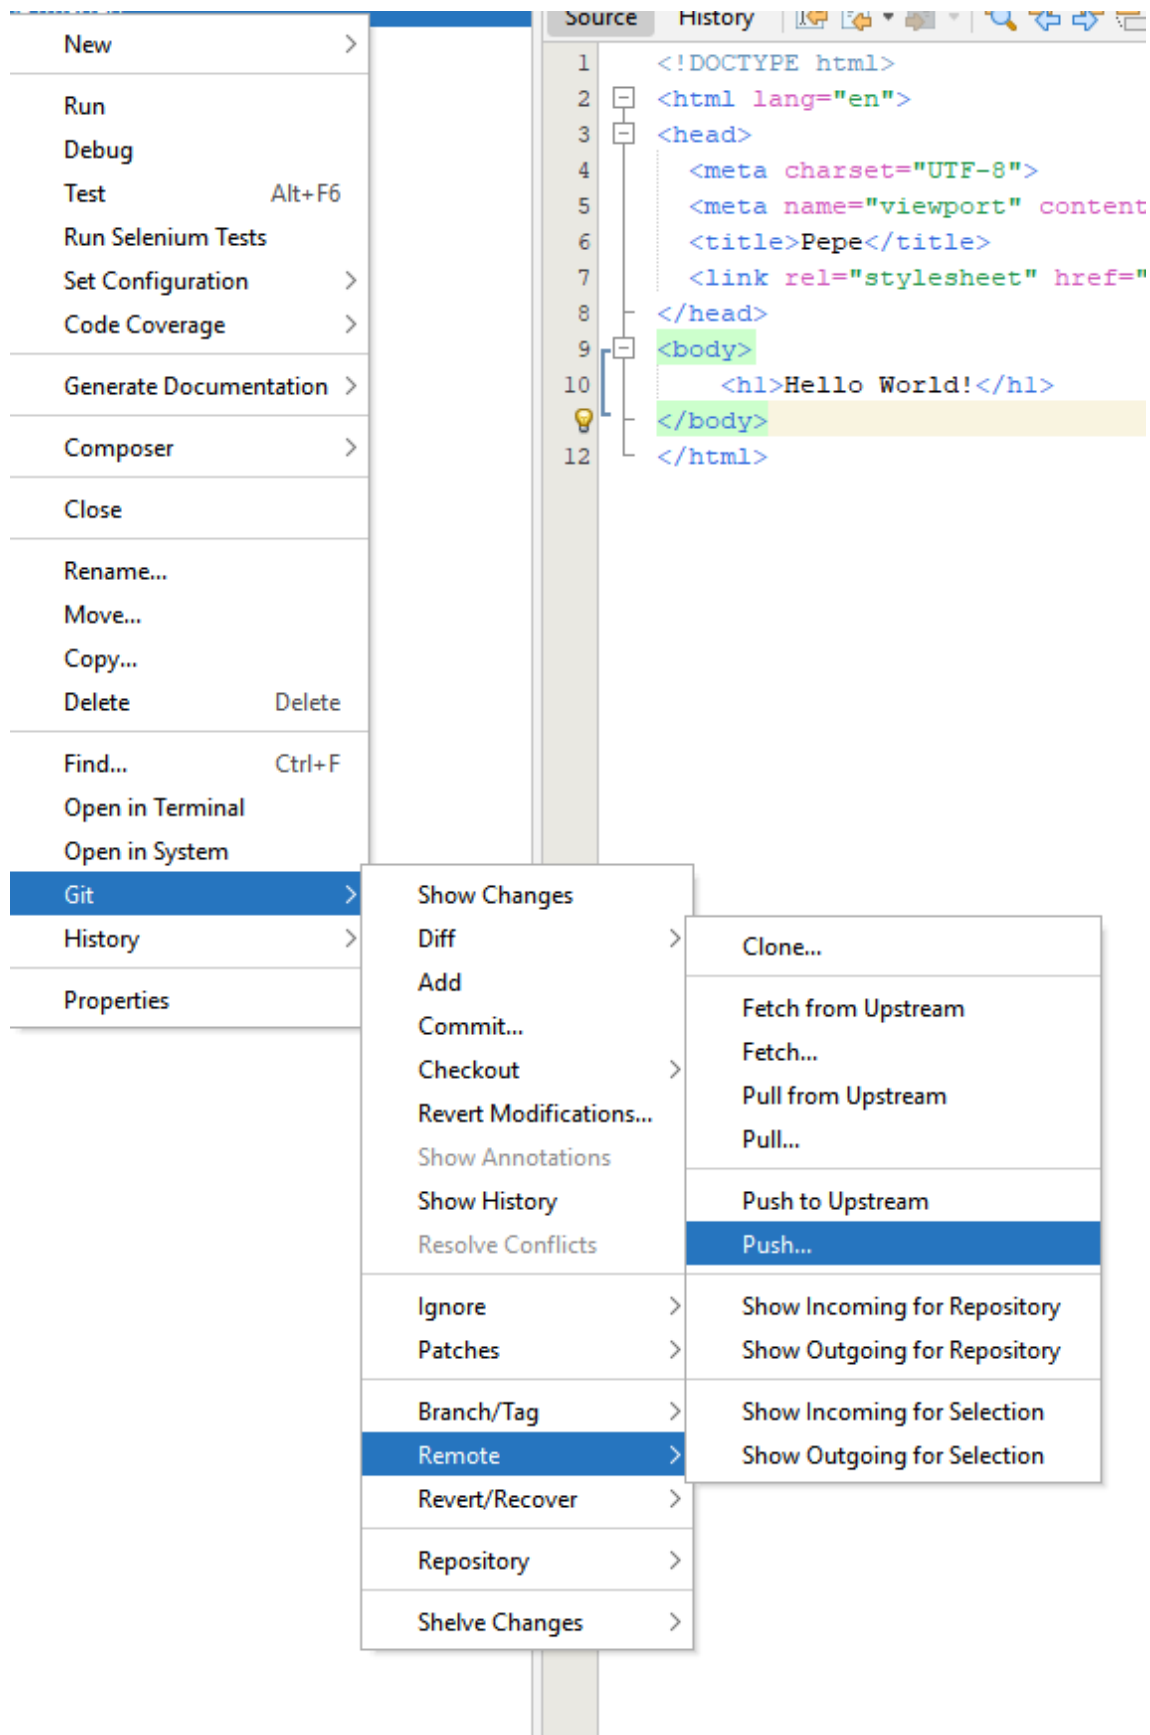 New
Run
Debug
Test Alt+F6
Run Selenium Tests
Set Configuration
Code Coverage
Generate Documentation
Composer
Close
Rename...
Move...
Copy...
Delete Delete
Find... Ctrl+F
Open in Terminal
Open in System
Git
History
Properties
Show Changes
Diff
Add
Commit...
Checkout
Revert Modifications...
Show Annotations
Show History
Resolve Conflicts
Ignore
Patches
Branch/Tag
Remote
Revert/Recover
Repository
Shelve Changes
Clone...
Fetch from Upstream
Fetch...
Pull from Upstream
Pull...
Push to Upstream
Push...
Show Incoming for Repository
Show Outgoing for Repository
Show Incoming for Selection
Show Outgoing for Selection
Source History
1 <!DOCTYPE html>
2 <html lang="en">
3 <head>
4 <meta charset="UTF-8">
5 <meta name="viewport" content
6 <title>Pepe</title>
7 <link rel="stylesheet" href="
8 </head>
9 <body>
10 <h1>Hello World!</h1>
</body>
12 </html>